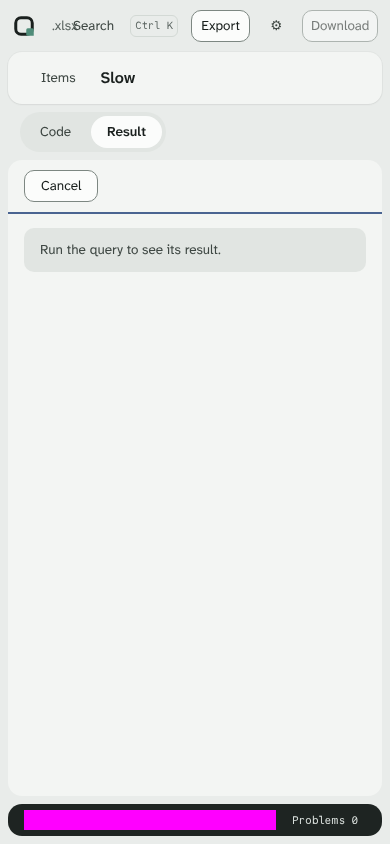 .xlsx Search Ctrl K Export ⚙ Download
Items Slow
Code Result
Cancel
Run the query to see its result.
Problems 0